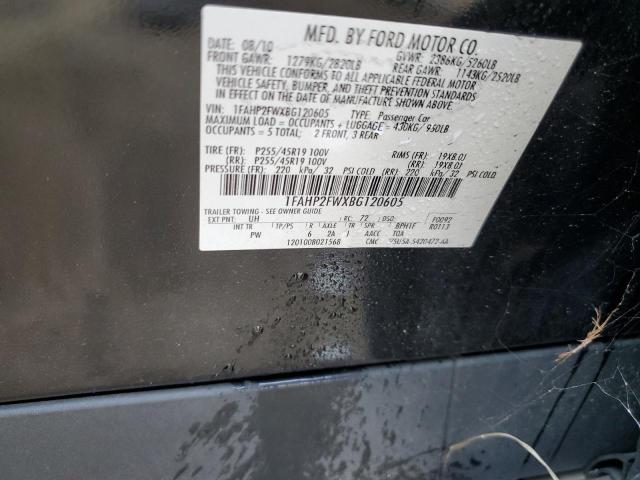 MFD. BY FORD MOTOR CO.
DATE: 08/10 GVWR: 2386KG/5260LB
FRONT GAWR: 1279KG/2820LB REAR GAWR: 1143KG/2520LB
THIS VEHICLE CONFORMS TO ALL APPLICABLE FEDERAL MOTOR
VEHICLE SAFETY, BUMPER, AND THEFT PREVENTION STANDARDS
IN EFFECT ON THE DATE OF MANUFACTURE SHOWN ABOVE.
VIN: 1FAHP2FWXBG120605 TYPE: Passenger Car
MAXIMUM LOAD = OCCUPANTS + LUGGAGE = 430KG/950LB
OCCUPANTS = 5 TOTAL; 2 FRONT, 3 REAR
TIRE (FR): P255/45R19 100V RIMS (FR): 19X8.0J
(RR): P255/45R19 100V (RR): 19X8.0J
PRESSURE (FR): 220 kPa/ 32 PSI COLD (RR): 220 kPa/ 32 PSI COLD
1FAHP2FWXBG120605
TRAILER TOWING - SEE OWNER GUIDE
EXT PNT: UH RC: 72 DSO: F0092
INT TR TP/PS R AXLE TR SPR BPH1F R0113
PW 6 2A I AA TOA
120100B02156B CMC